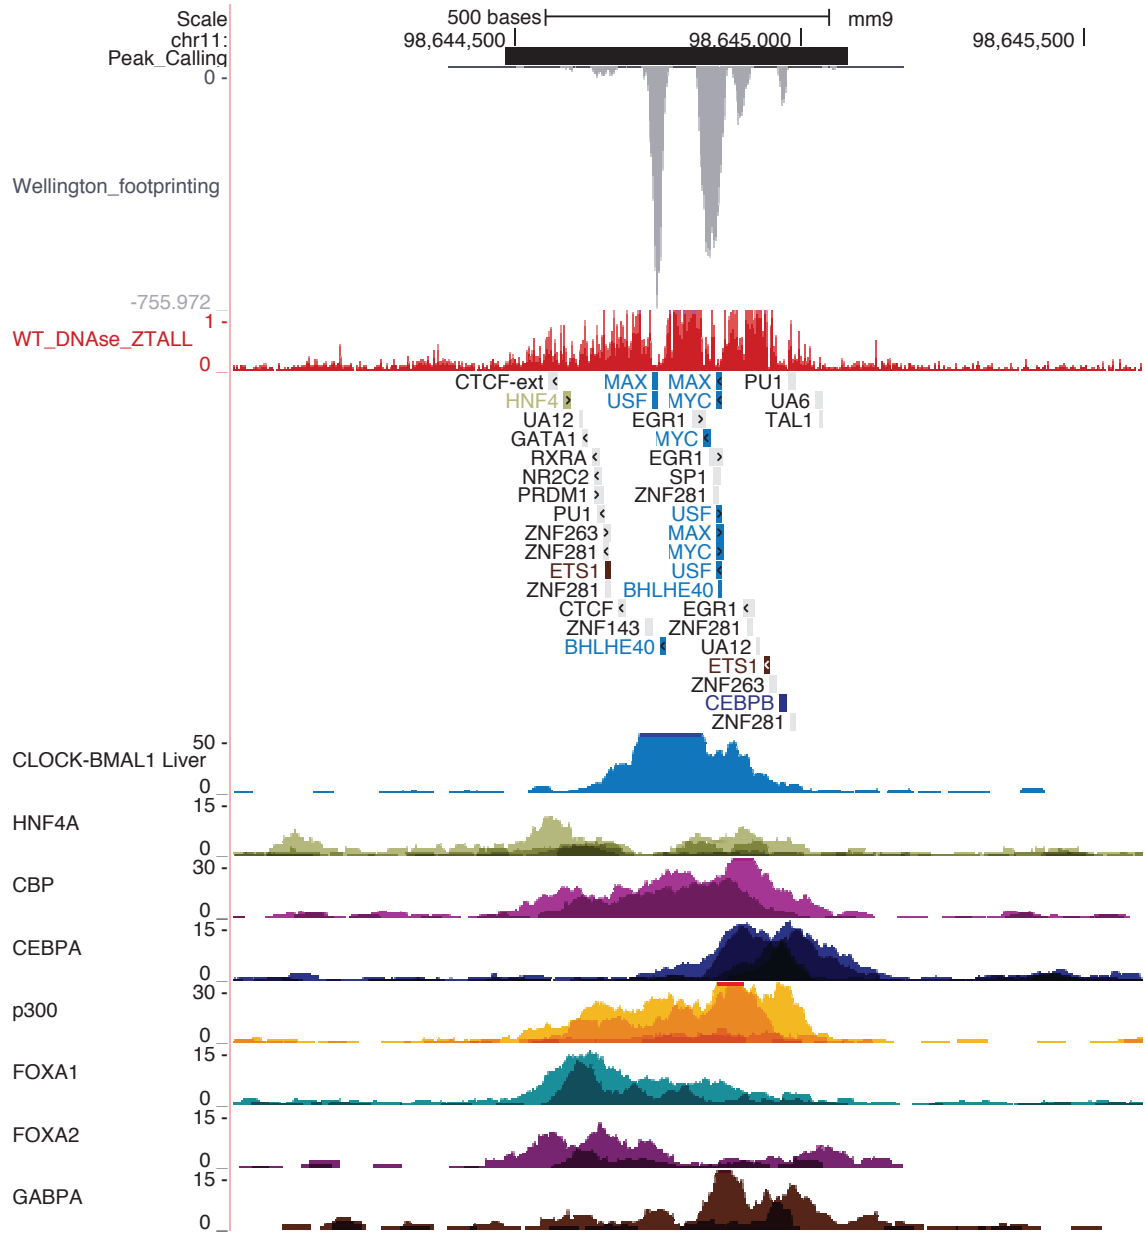 Scale 500 bases mm9
chr11: 98,644,500 98,645,000 98,645,500
Peak_Calling
0 -
Wellington_footprinting
-755.972 _
1 -
WT_DNAse_ZTALL
0 _
CTCF-ext MAX MAX PU1
HNF4 USF MYC UA6
UA12 EGR1 TAL1
GATA1 MYC
RXRA EGR1
NR2C2 SP1
PRDM1 ZNF281
PU1 USF
ZNF263 MAX
ZNF281 MYC
ETS1 USF
ZNF281 BHLHE40
CTCF EGR1
ZNF143 ZNF281
BHLHE40 UA12
ETS1
ZNF263
CEBPB
ZNF281
50 -
CLOCK-BMAL1 Liver
0 _
15 -
HNF4A
0 _
30 -
CBP
0 _
15 -
CEBPA
0 _
30 -
p300
0 _
15 -
FOXA1
0 _
15 -
FOXA2
0 _
15 -
GABPA
0 _